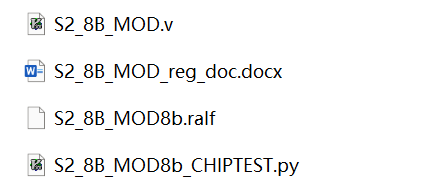 S2_8B_MOD.v
S2_8B_MOD_reg_doc.docx
S2_8B_MOD8b.ralf
S2_8B_MOD8b_CHIPTEST.py